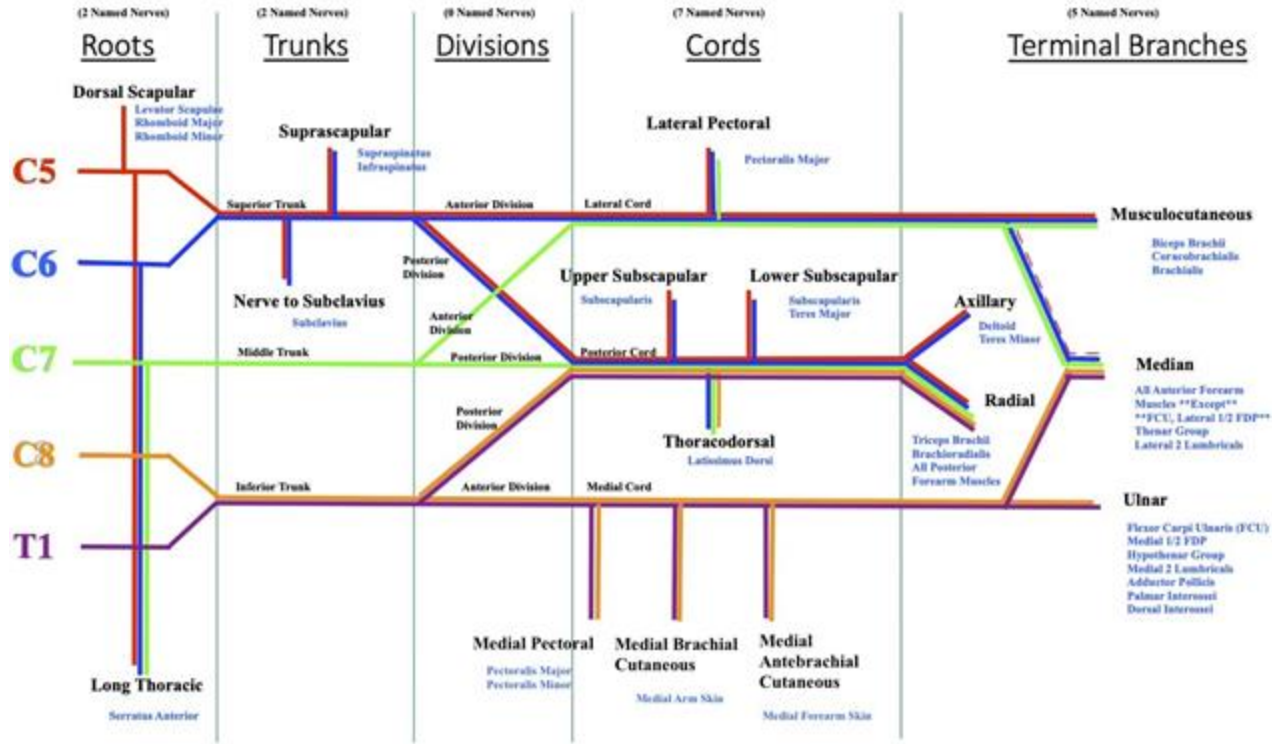 (2 Named Nerves)
(2 Named Nerves)
(0 Named Nerves)
(7 Named Nerves)
(5 Named Nerves)
Roots
Trunks
Divisions
Cords
Terminal Branches
Dorsal Scapular
Levator Scapulae
Rhomboid Major
Rhomboid Minor
Suprascapular
Supraspinatus
Infraspinatus
Lateral Pectoral
Pectoralis Major
C5
Superior Trunk
Anterior Division
Lateral Cord
Musculocutaneous
Biceps Brachii
Coracobrachialis
Brachialis
C6
Posterior
Division
Nerve to Subclavius
Subclavius
Upper Subscapular
Subscapularis
Lower Subscapular
Subscapularis
Teres Major
Axillary
Deltoid
Teres Minor
Anterior
Division
C7
Middle Trunk
Posterior Division
Posterior Cord
Median
All Anterior Forearm
Muscles **Except**
**FCU, Lateral 1/2 FDP**
Thenar Group
Lateral 2 Lumbricals
Radial
Triceps Brachii
Brachioradialis
All Posterior
Forearm Muscles
Posterior
Division
Thoracodorsal
Latissimus Dorsi
C8
Inferior Trunk
Anterior Division
Medial Cord
Ulnar
Flexor Carpi Ulnaris (FCU)
Medial 1/2 FDP
Hypothenar Group
Medial 2 Lumbricals
Adductor Pollicis
Palmar Interossei
Dorsal Interossei
T1
Long Thoracic
Serratus Anterior
Medial Pectoral
Pectoralis Major
Pectoralis Minor
Medial Brachial
Cutaneous
Medial Arm Skin
Medial
Antebrachial
Cutaneous
Medial Forearm Skin